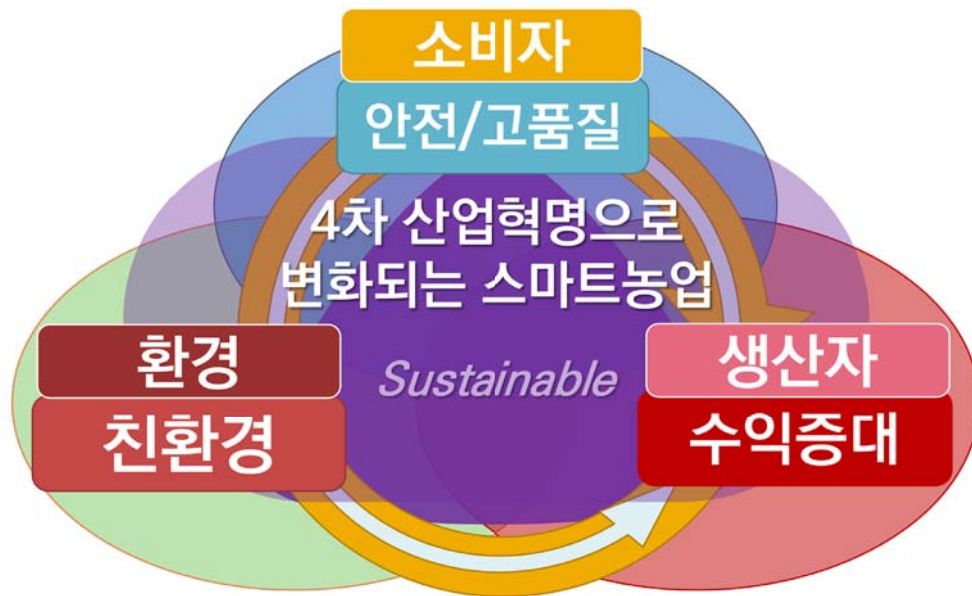 소비자
안전/고품질
4차 산업혁명으로
변화되는 스마트농업
Sustainable
환경
친환경
생산자
수익증대